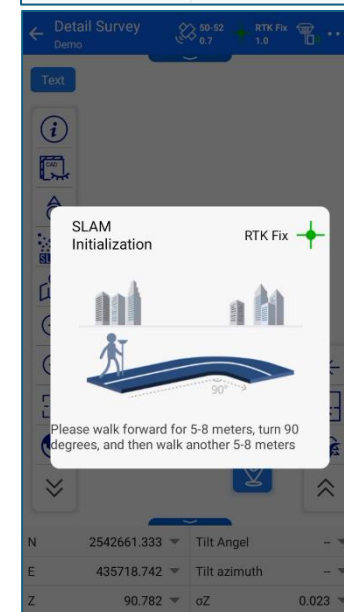 Detail Survey
Demo
50-52
0.7
RTK Fix
1.0
Text
CAD
SLAM
Initialization
RTK Fix
90°
Please walk forward for 5-8 meters, turn 90
degrees, and then walk another 5-8 meters
N 2542661.333 Tilt Angel --
E 435718.742 Tilt azimuth --
Z 90.782 σZ 0.023